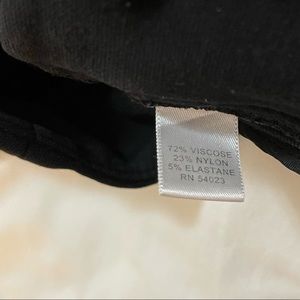 72% VISCOSE
23% NYLON
5% ELASTANE
RN 54023